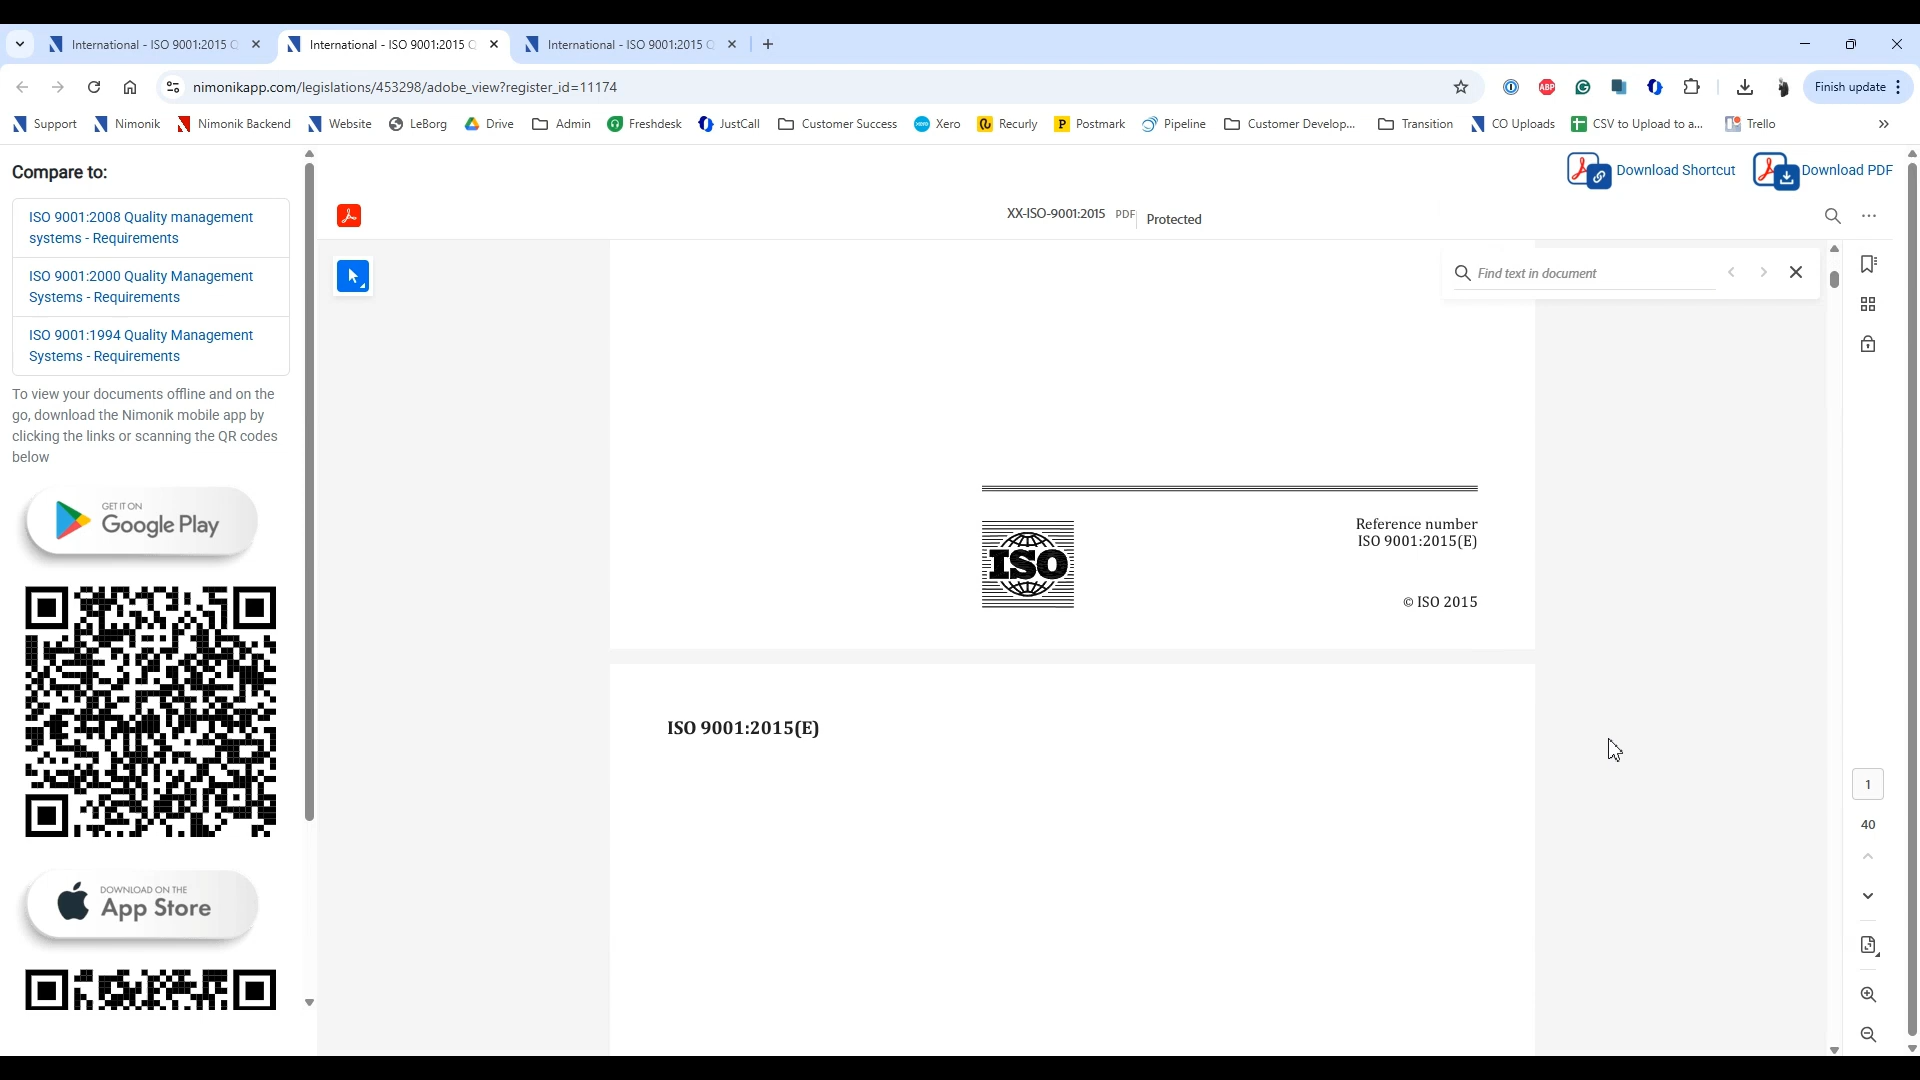 International - ISO 9001:2015 Q
International - ISO 9001:2015 Q
International - ISO 9001:2015 Q
nimonikapp.com/legislations/453298/adobe_view?register_id=11174
ABP
Finish update
Support
Nimonik
Nimonik Backend
Website
LeBorg
Drive
Admin
Freshdesk
JustCall
Customer Success
Xero
Recurly
Postmark
Pipeline
Customer Develop...
Transition
CO Uploads
CSV to Upload to a...
Trello
Compare to:
ISO 9001:2008 Quality management
systems - Requirements
ISO 9001:2000 Quality Management
Systems - Requirements
ISO 9001:1994 Quality Management
Systems - Requirements
To view your documents offline and on the
go, download the Nimonik mobile app by
clicking the links or scanning the QR codes
below
GET IT ON
Google Play
DOWNLOAD ON THE
App Store
Download Shortcut
Download PDF
XX-ISO-9001:2015 PDF
Protected
Find text in document
Reference number
ISO 9001:2015(E)
ISO
© ISO 2015
ISO 9001:2015(E)
1
40